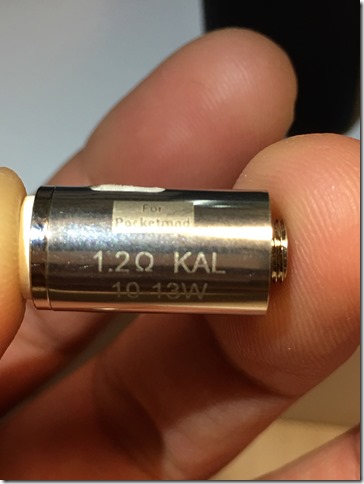 For
Pocketmod
1.2Ω KAL
10-13W